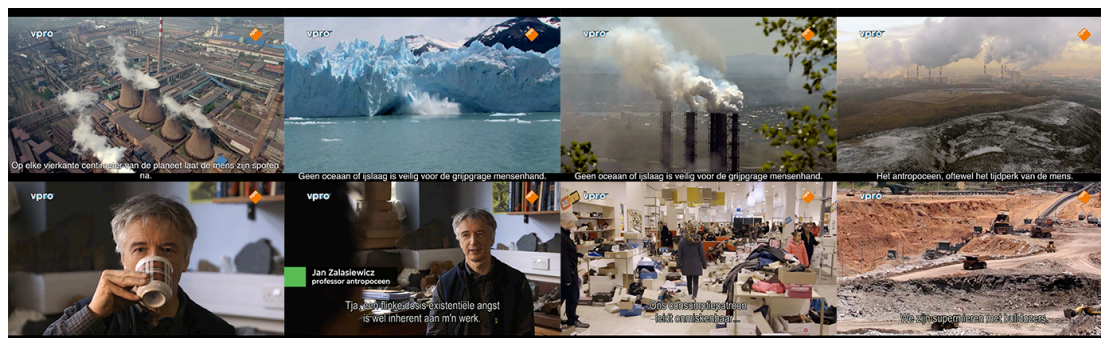 vpro
vpro
vpro
vpro
Op elke vierkante centimeter van de planeet laat de mens zijn sporen
na.
Geen oceaan of ijslaag is veilig voor de grijpgrage mensenhand.
Geen oceaan of ijslaag is veilig voor de grijpgrage mensenhand.
Het antropoceen, oftewel het tijdperk van de mens.
vpro
vpro
vpro
vpro
Jan Zalasiewicz
professor antropoceen
Tja, een flinke dosis existentiële angst
is wel inherent aan m'n werk.
Ons consumptiepatroon
leidt onmiskenbaar...
We zijn supermieren met bulldozers.